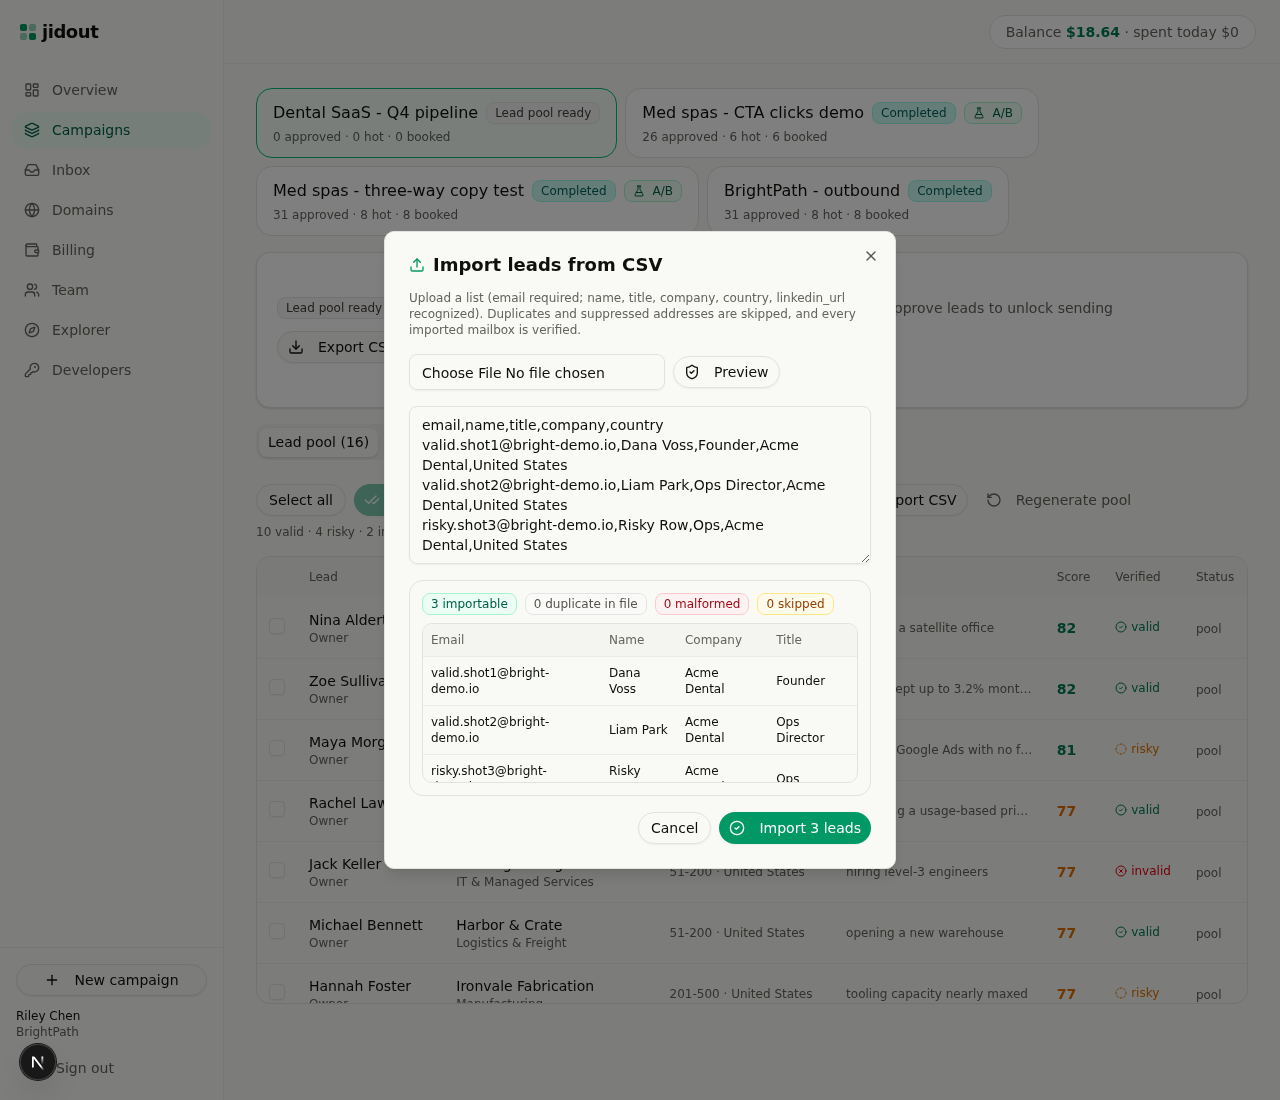 jidout
Balance $18.64 · spent today $0
Overview
Campaigns
Inbox
Domains
Billing
Team
Explorer
Developers
Dental SaaS - Q4 pipeline Lead pool ready
0 approved · 0 hot · 0 booked
Med spas - CTA clicks demo Completed A/B
26 approved · 6 hot · 6 booked
Med spas - three-way copy test Completed A/B
31 approved · 8 hot · 8 booked
BrightPath - outbound Completed
31 approved · 8 hot · 8 booked
Lead pool ready
prove leads to unlock sending
Export CS
Import leads from CSV
Upload a list (email required; name, title, company, country, linkedin_url
recognized). Duplicates and suppressed addresses are skipped, and every
imported mailbox is verified.
Choose File No file chosen
Preview
email,name,title,company,country
valid.shot1@bright-demo.io,Dana Voss,Founder,Acme
Dental,United States
valid.shot2@bright-demo.io,Liam Park,Ops Director,Acme
Dental,United States
risky.shot3@bright-demo.io,Risky Row,Ops,Acme
Dental,United States
3 importable 0 duplicate in file 0 malformed 0 skipped
Email Name Company Title
valid.shot1@bright-
demo.io Dana
Voss Acme
Dental Founder
valid.shot2@bright-
demo.io Liam Park Acme
Dental Ops
Director
risky.shot3@bright- Risky Acme Ops
Cancel
Import 3 leads
Lead pool (16)
Select all
port CSV
Regenerate pool
10 valid · 4 risky · 2 in
Lead Score Verified Status
Nina Aldert
Owner
a satellite office 82 valid pool
Zoe Sulliva
Owner
ept up to 3.2% mont... 82 valid pool
Maya Morg
Owner
Google Ads with no f... 81 risky pool
Rachel Law
Owner
g a usage-based pri... 77 valid pool
Jack Keller
Owner
IT & Managed Services
51-200 · United States hiring level-3 engineers 77 invalid pool
Michael Bennett
Owner
Harbor & Crate
Logistics & Freight
51-200 · United States opening a new warehouse 77 valid pool
Hannah Foster
Owner
Ironvale Fabrication
Manufacturing
201-500 · United States tooling capacity nearly maxed 77 risky pool
New campaign
Riley Chen
BrightPath
N
Sign out